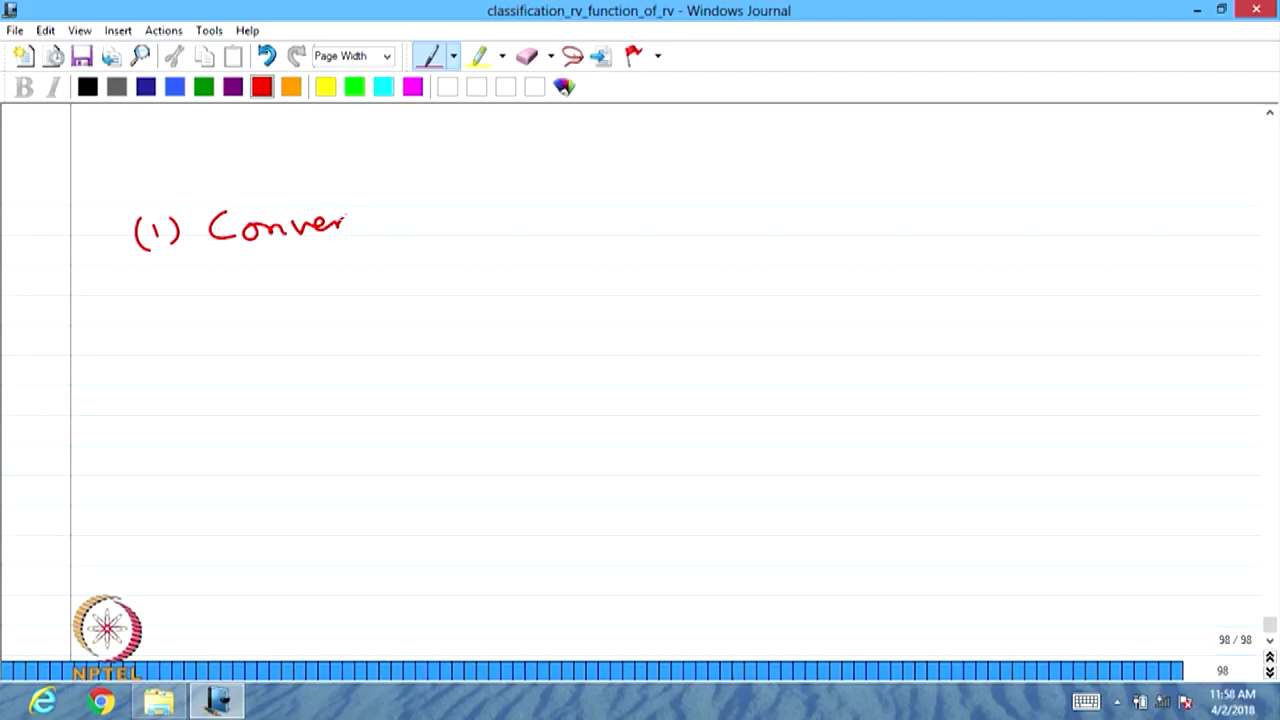 classification_rv_function_of_rv - Windows Journal
File Edit View Insert Actions Tools Help
Page Width
B I
(1) Conver
NPTEL
98 / 98
98
11:58 AM
4/2/2018